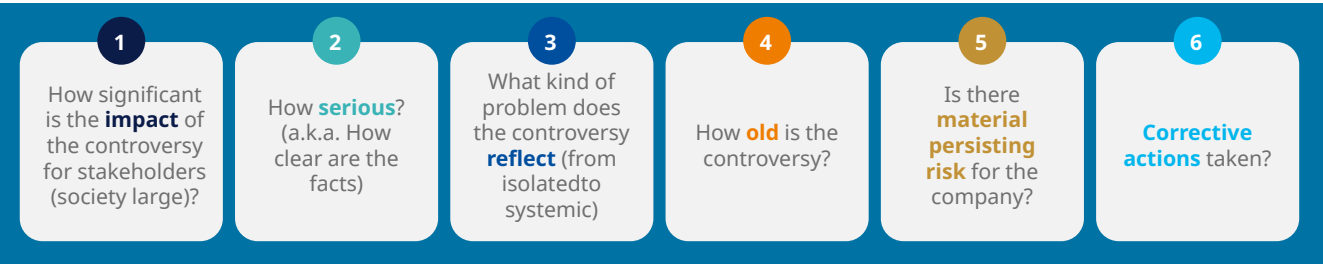 1
How significant
is the impact of
the controversy
for stakeholders
(society large)?
2
How serious?
(a.k.a. How
clear are the
facts)
3
What kind of
problem does
the controversy
reflect (from
isolatedto
systemic)
4
How old is the
controversy?
5
Is there
material
persisting
risk for the
company?
6
Corrective
actions taken?